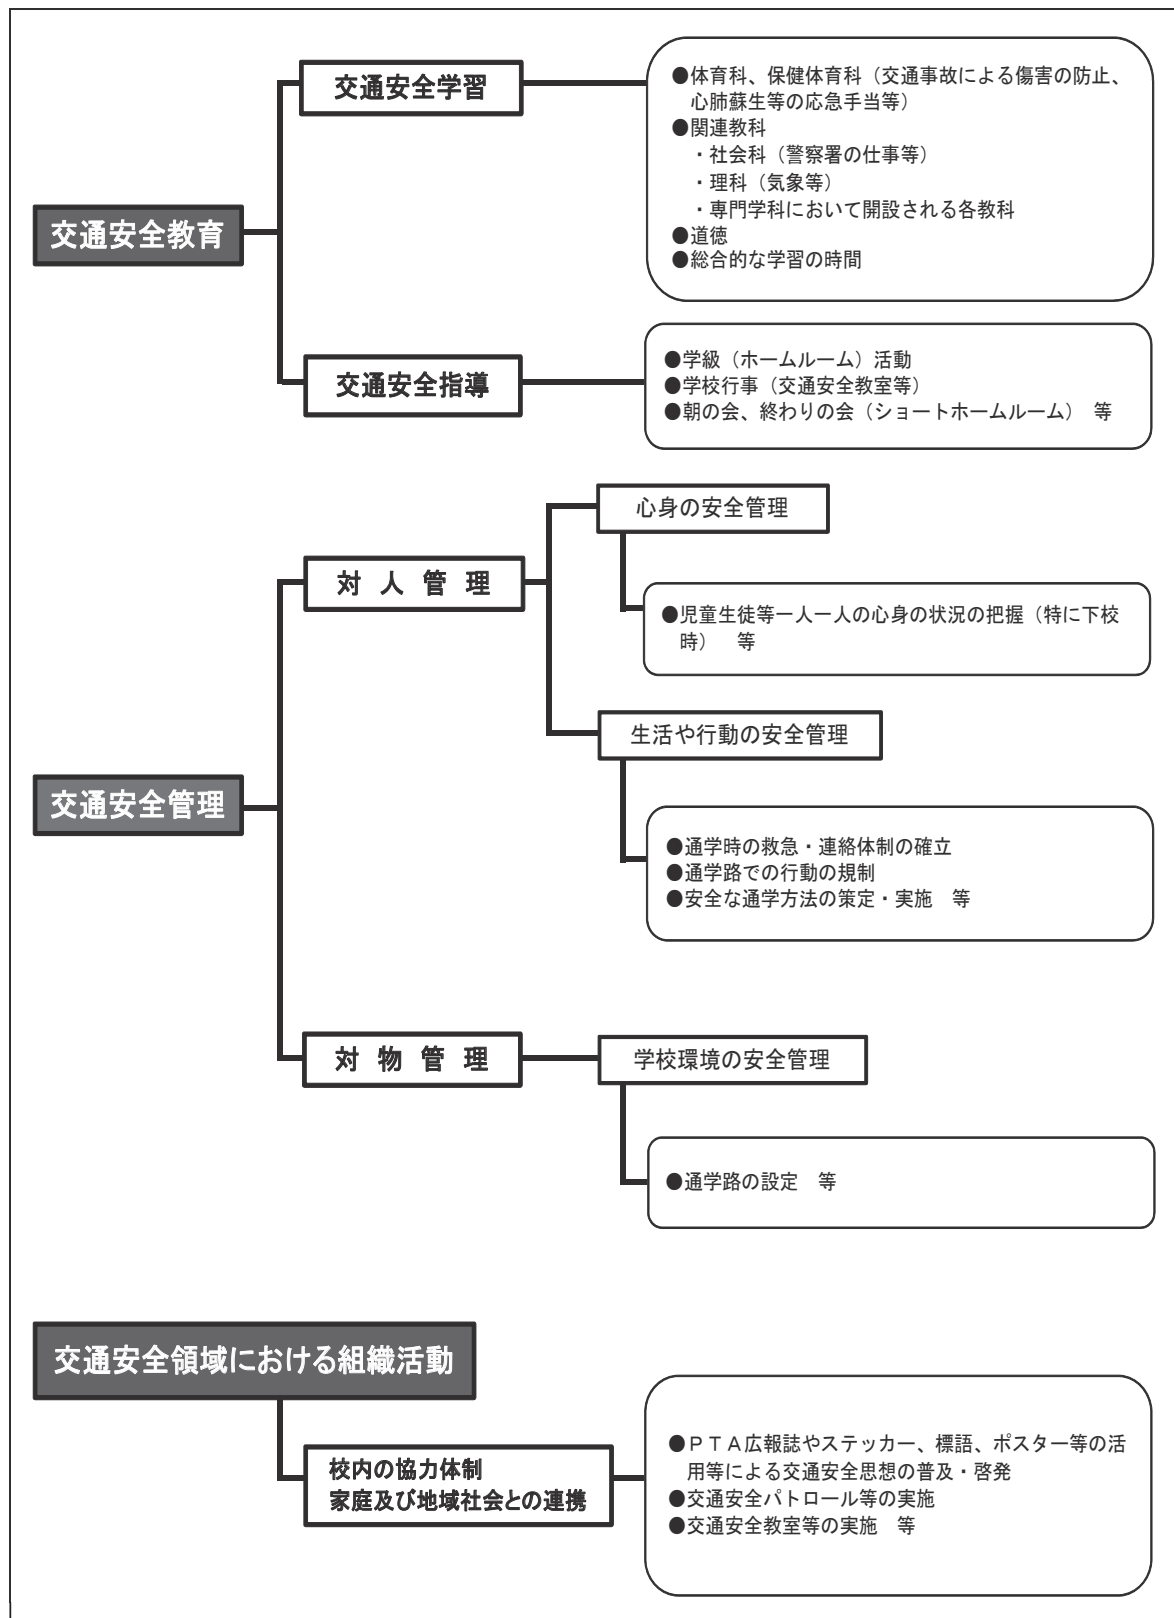 交通安全学習
●体育科、保健体育科（交通事故による傷害の防止、
心肺蘇生等の応急手当等）
●関連教科
・社会科（警察署の仕事等）
・理科（気象等）
・専門学科において開設される各教科
●道徳
●総合的な学習の時間
交通安全教育
交通安全指導
●学級（ホームルーム）活動
●学校行事（交通安全教室等）
●朝の会、終わりの会（ショートホームルーム）　等
心身の安全管理
対　人　管　理
●児童生徒等一人一人の心身の状況の把握（特に下校
時）　等
生活や行動の安全管理
交通安全管理
●通学時の救急・連絡体制の確立
●通学路での行動の規制
●安全な通学方法の策定・実施　等
対　物　管　理
学校環境の安全管理
●通学路の設定　等
交通安全領域における組織活動
校内の協力体制
家庭及び地域社会との連携
●ＰＴＡ広報誌やステッカー、標語、ポスター等の活
用等による交通安全思想の普及・啓発
●交通安全パトロール等の実施
●交通安全教室等の実施　等